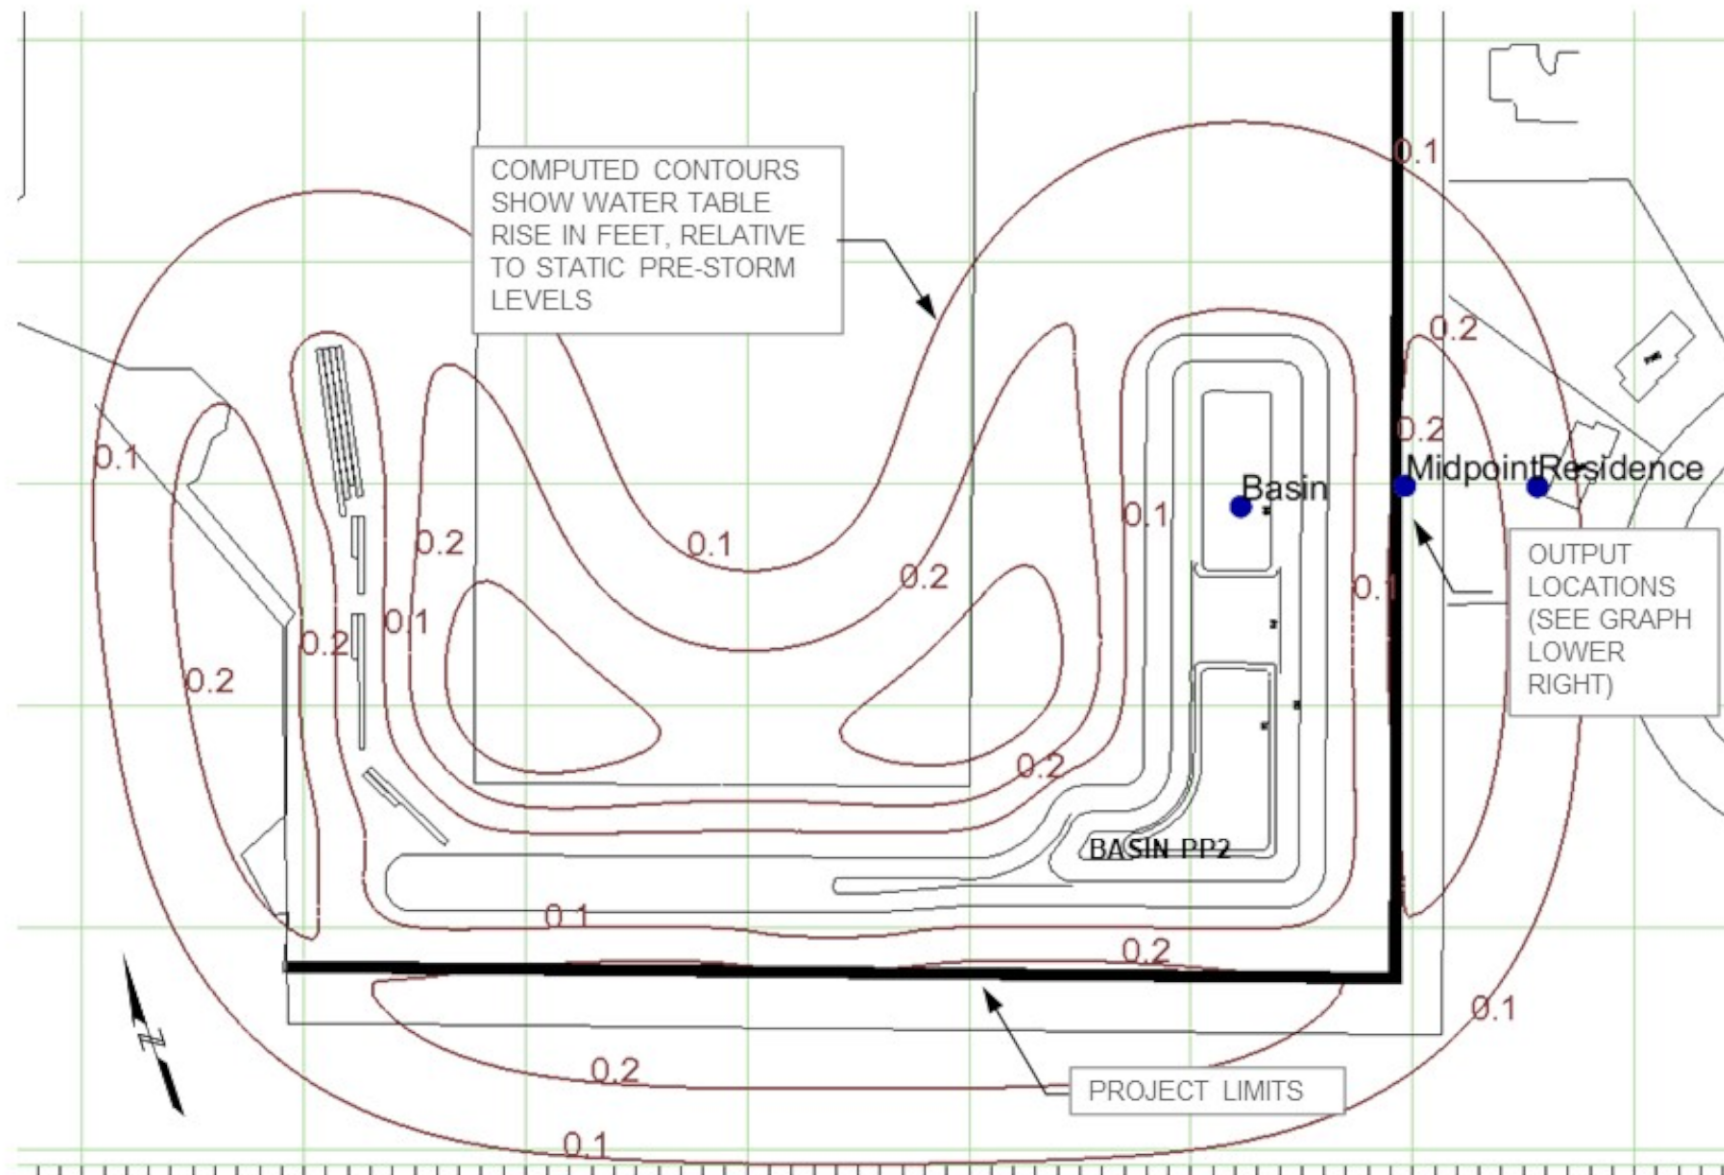 0.1
COMPUTED CONTOURS
SHOW WATER TABLE
RISE IN FEET, RELATIVE
TO STATIC PRE-STORM
LEVELS
0.2
0.2
0.1
MidpointResidence
Basin
0.1
0.2
0.1
0.2
0.1
OUTPUT
LOCATIONS
(SEE GRAPH
LOWER
RIGHT)
0.1
0.2
0.2
0.2
BASIN PP2
0.1
0.2
0.1
N
0.2
PROJECT LIMITS
0.1